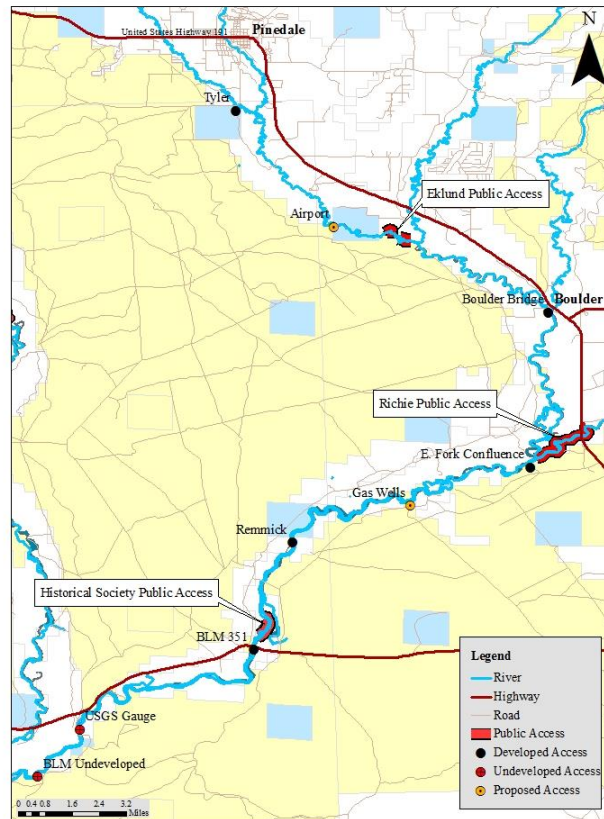 N
Pinedale
United States Highway 191
Tyler
Eklund Public Access
Airport
Boulder Bridge Boulder
Richie Public Access
E. Fork Confluence
Gas Wells
Remmick
Historical Society Public Access
BLM 351
USGS Gauge
BLM Undeveloped
Legend
River
Highway
Road
Public Access
Developed Access
Undeveloped Access
Proposed Access
0 0.4 0.8 1.6 2.4 3.2
Miles